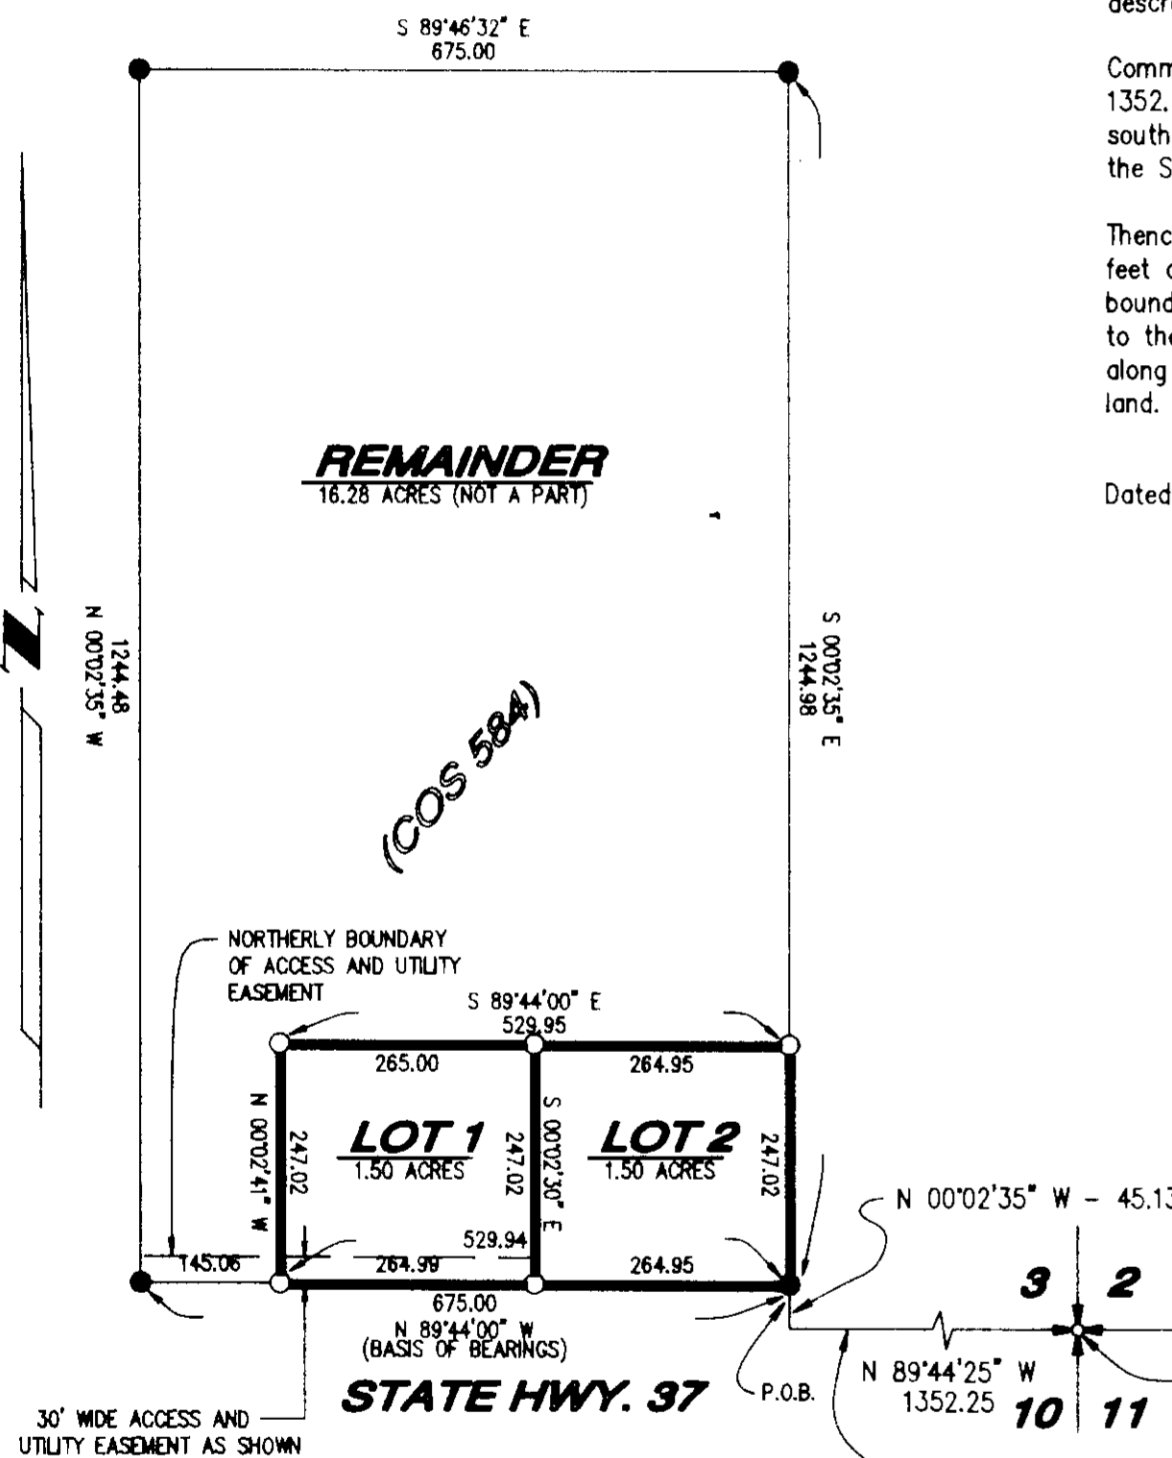 S 89°46'32" E
675.00
Comm
1352.
south
the S
Thenc
feet
bound
to the
along
land.
Dated
REMAINDER
16.28 ACRES (NOT A PART)
N 00°02'35" W
1244.48
S 00°02'35" E
1244.98
(COS 584)
NORTHERLY BOUNDARY
OF ACCESS AND UTILITY
EASEMENT
S 89°44'00" E
529.95
265.00
264.95
N 00°02'41" W
247.02
LOT 1
1.50 ACRES
247.02
S 00°02'30" E
LOT 2
1.50 ACRES
247.02
N 00°02'35" W - 45.13
529.94
145.06
264.99
264.95
675.00
N 89°44'00" W
(BASIS OF BEARINGS)
STATE HWY. 37
P.O.B.
N 89°44'25" W
1352.25
3 2
10 11
30' WIDE ACCESS AND
UTILITY EASEMENT AS SHOWN
Z